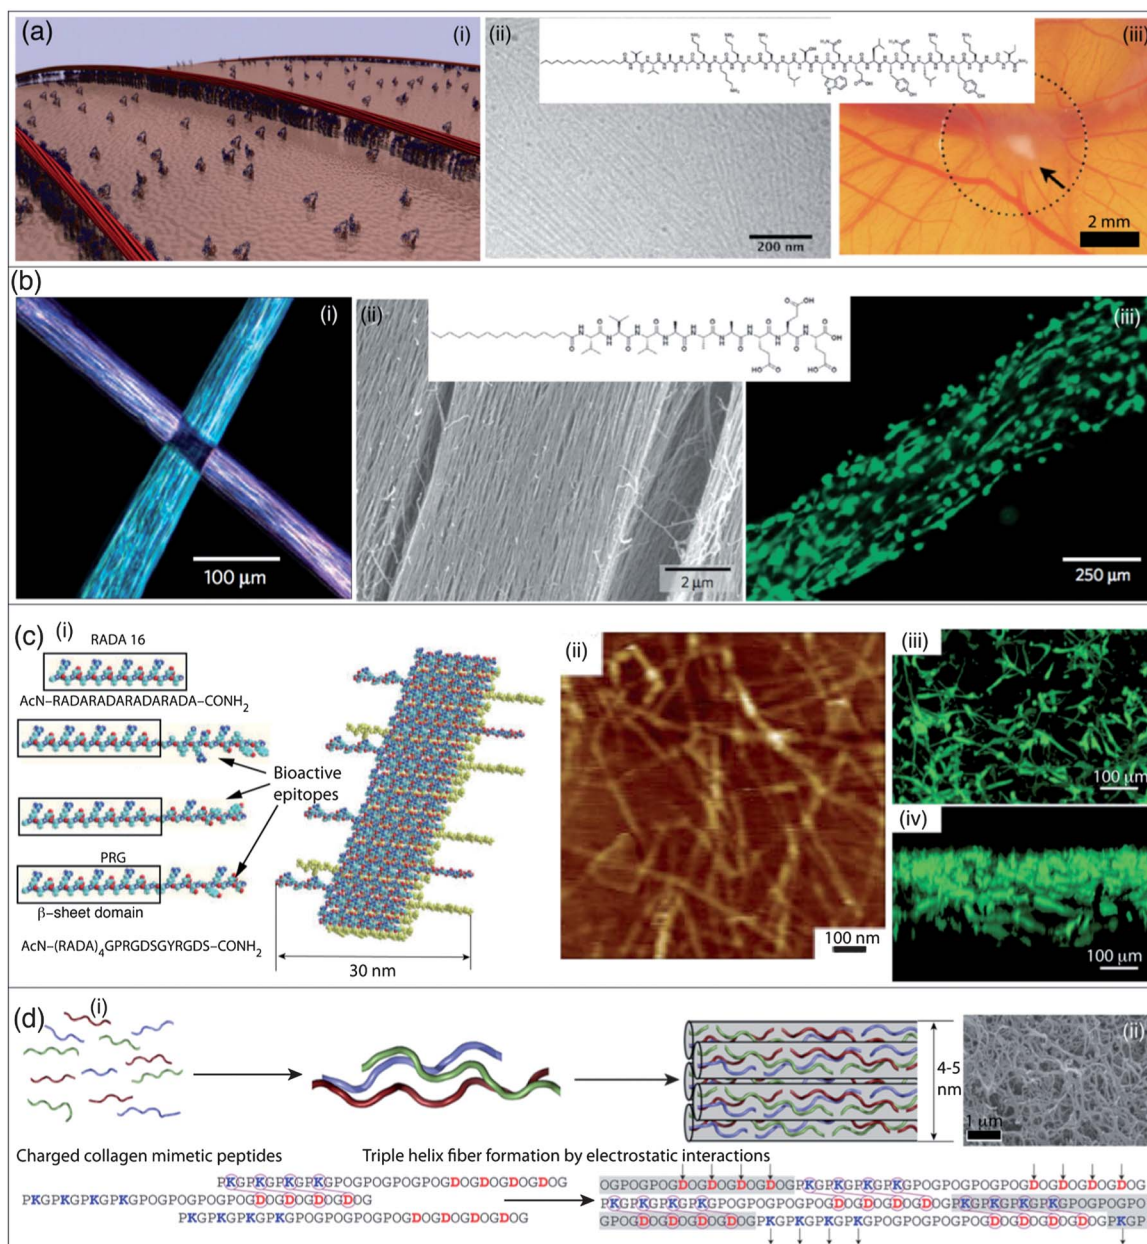 (a)
(i)
(ii)
200 nm
(iii)
2 mm
(b)
(i)
100 μm
(ii)
2 μm
(iii)
250 μm
(c)
(i)
RADA 16
AcN–RADARADARADARADA–CONH2
Bioactive
epitopes
PRG
β–sheet domain
AcN–(RADA)4GPRGDSGYRGDS–CONH2
30 nm
(ii)
100 nm
(iii)
100 μm
(iv)
100 μm
(d)
(i)
4-5
nm
(ii)
1 μm
Charged collagen mimetic peptides
Triple helix fiber formation by electrostatic interactions
PKGPKGPKGPKGPOGPOGPOGPOGDOGDOGDOGDOG
PKGPKGPKGPKGPOGPOGPOGPOGDOGDOGDOGDOG
PKGPKGPKGPKGPOGPOGPOGPOGDOGDOGDOGDOG